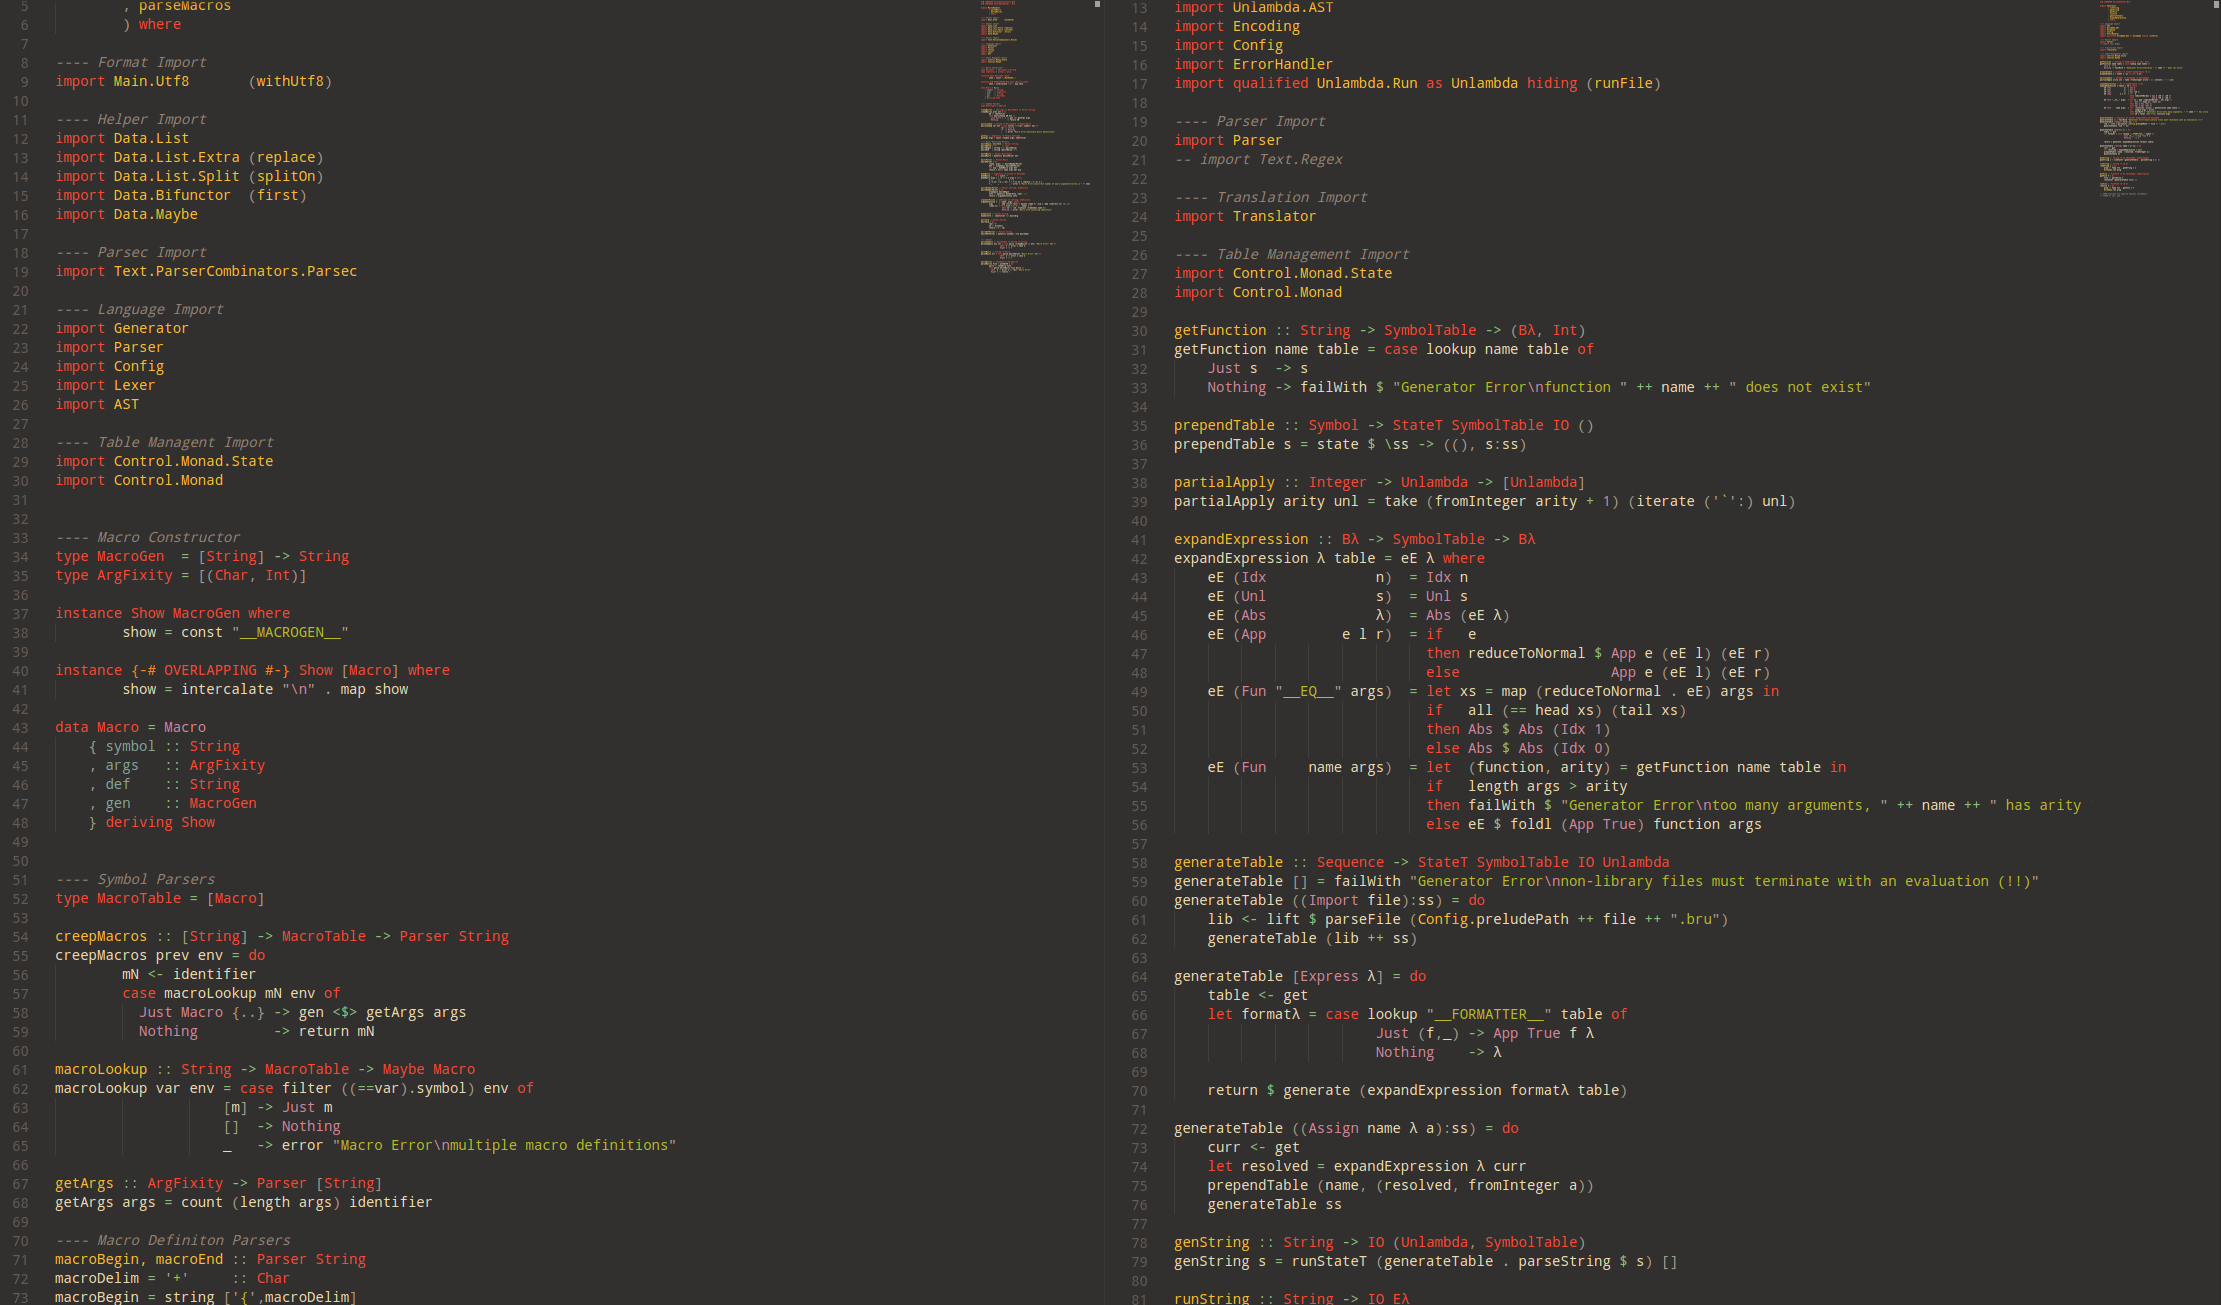 5 , parseMacros
6 ) where
7
8 ---- Format Import
9 import Main.Utf8 (withUtf8)
10
11 ---- Helper Import
12 import Data.List
13 import Data.List.Extra (replace)
14 import Data.List.Split (splitOn)
15 import Data.Bifunctor (first)
16 import Data.Maybe
17
18 ---- Parsec Import
19 import Text.ParserCombinators.Parsec
20
21 ---- Language Import
22 import Generator
23 import Parser
24 import Config
25 import Lexer
26 import AST
27
28 ---- Table Managent Import
29 import Control.Monad.State
30 import Control.Monad
31
32
33 ---- Macro Constructor
34 type MacroGen = [String] -> String
35 type ArgFixity = [(Char, Int)]
36
37 instance Show MacroGen where
38 show = const "__MACROGEN__"
39
40 instance {-# OVERLAPPING #-} Show [Macro] where
41 show = intercalate "\n" . map show
42
43 data Macro = Macro
44 { symbol :: String
45 , args :: ArgFixity
46 , def :: String
47 , gen :: MacroGen
48 } deriving Show
49
50
51 ---- Symbol Parsers
52 type MacroTable = [Macro]
53
54 creepMacros :: [String] -> MacroTable -> Parser String
55 creepMacros prev env = do
56 mN <- identifier
57 case macroLookup mN env of
58 Just Macro {..} -> gen <$> getArgs args
59 Nothing -> return mN
60
61 macroLookup :: String -> MacroTable -> Maybe Macro
62 macroLookup var env = case filter ((==var).symbol) env of
63 [m] -> Just m
64 [] -> Nothing
65 _ -> error "Macro Error\nmultiple macro definitions"
66
67 getArgs :: ArgFixity -> Parser [String]
68 getArgs args = count (length args) identifier
69
70 ---- Macro Definiton Parsers
71 macroBegin, macroEnd :: Parser String
72 macroDelim = '+' :: Char
73 macroBegin = string ['{',macroDelim]
13 import Unlambda.AST
14 import Encoding
15 import Config
16 import ErrorHandler
17 import qualified Unlambda.Run as Unlambda hiding (runFile)
18
19 ---- Parser Import
20 import Parser
21 -- import Text.Regex
22
23 ---- Translation Import
24 import Translator
25
26 ---- Table Management Import
27 import Control.Monad.State
28 import Control.Monad
29
30 getFunction :: String -> SymbolTable -> (Bλ, Int)
31 getFunction name table = case lookup name table of
32 Just s -> s
33 Nothing -> failWith $ "Generator Error\nfunction " ++ name ++ " does not exist"
34
35 prependTable :: Symbol -> StateT SymbolTable IO ()
36 prependTable s = state $ \ss -> ((), s:ss)
37
38 partialApply :: Integer -> Unlambda -> [Unlambda]
39 partialApply arity unl = take (fromInteger arity + 1) (iterate ('`':) unl)
40
41 expandExpression :: Bλ -> SymbolTable -> Bλ
42 expandExpression λ table = eE λ where
43 eE (Idx n) = Idx n
44 eE (Unl s) = Unl s
45 eE (Abs λ) = Abs (eE λ)
46 eE (App e l r) = if e
47 then reduceToNormal $ App e (eE l) (eE r)
48 else App e (eE l) (eE r)
49 eE (Fun "__EQ__" args) = let xs = map (reduceToNormal . eE) args in
50 if all (== head xs) (tail xs)
51 then Abs $ Abs (Idx 1)
52 else Abs $ Abs (Idx 0)
53 eE (Fun name args) = let (function, arity) = getFunction name table in
54 if length args > arity
55 then failWith $ "Generator Error\ntoo many arguments, " ++ name ++ " has arity
56 else eE $ foldl (App True) function args
57
58 generateTable :: Sequence -> StateT SymbolTable IO Unlambda
59 generateTable [] = failWith "Generator Error\nnon-library files must terminate with an evaluation (!!)"
60 generateTable ((Import file):ss) = do
61 lib <- lift $ parseFile (Config.preludePath ++ file ++ ".bru")
62 generateTable (lib ++ ss)
63
64 generateTable [Express λ] = do
65 table <- get
66 let formatλ = case lookup "__FORMATTER__" table of
67 Just (f,_) -> App True f λ
68 Nothing -> λ
69
70 return $ generate (expandExpression formatλ table)
71
72 generateTable ((Assign name λ a):ss) = do
73 curr <- get
74 let resolved = expandExpression λ curr
75 prependTable (name, (resolved, fromInteger a))
76 generateTable ss
77
78 genString :: String -> IO (Unlambda, SymbolTable)
79 genString s = runStateT (generateTable . parseString $ s) []
80
81 runString :: String -> IO Eλ